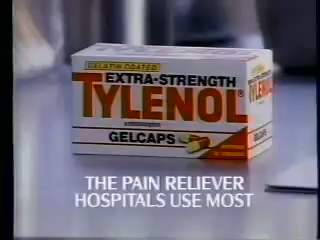 GELATIN COATED
EXTRA-STRENGTH
TYLENOL®
GELCAPS
THE PAIN RELIEVER
HOSPITALS USE MOST